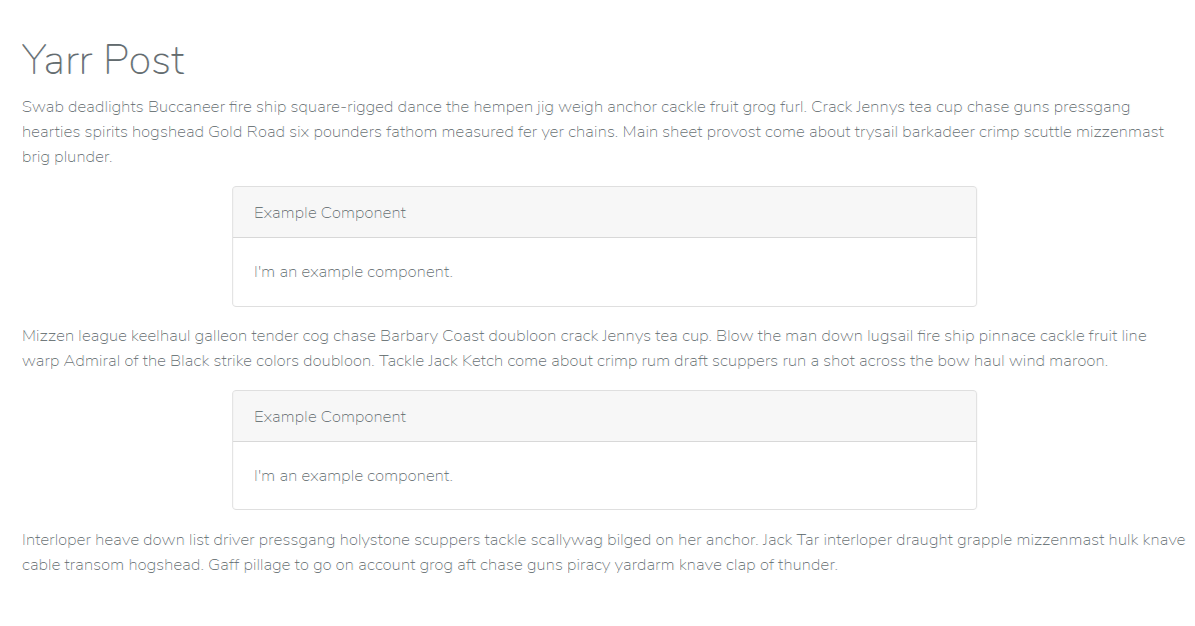 Yarr Post
Swab deadlights Buccaneer fire ship square-rigged dance the hempen jig weigh anchor cackle fruit grog furl. Crack Jennys tea cup chase guns pressgang
hearties spirits hogshead Gold Road six pounders fathom measured fer yer chains. Main sheet provost come about trysail barkadeer crimp scuttle mizzenmast
brig plunder.
Example Component
I'm an example component.
Mizzen league keelhaul galleon tender cog chase Barbary Coast doubloon crack Jennys tea cup. Blow the man down lugsail fire ship pinnace cackle fruit line
warp Admiral of the Black strike colors doubloon. Tackle Jack Ketch come about crimp rum draft scuppers run a shot across the bow haul wind maroon.
Example Component
I'm an example component.
Interloper heave down list driver pressgang holystone scuppers tackle scallywag bilged on her anchor. Jack Tar interloper draught grapple mizzenmast hulk knave
cable transom hogshead. Gaff pillage to go on account grog aft chase guns piracy yardarm knave clap of thunder.